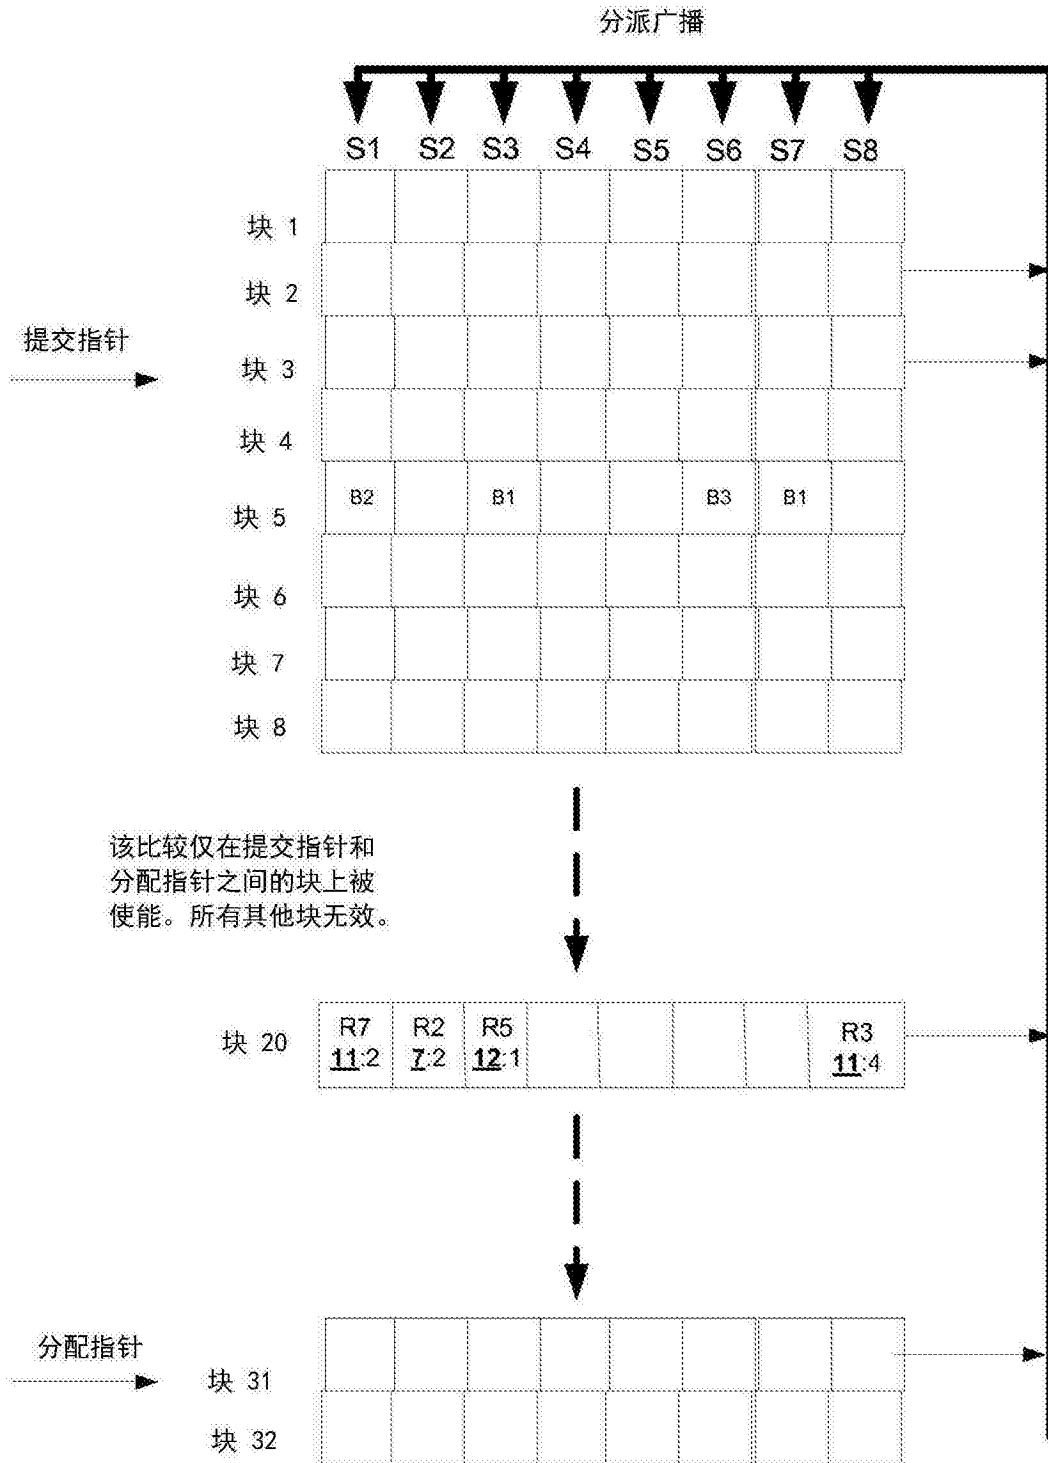 分派广播
S1 S2 S3 S4 S5 S6 S7 S8
块 1
块 2
提交指针
块 3
块 4
块 5 B2 B1 B3 B1
块 6
块 7
块 8
该比较仅在提交指针和
分配指针之间的块上被
使能。所有其他块无效。
块 20
R7 R2 R5 R3
11:2 7:2 12:1 11:4
分配指针
块 31
块 32